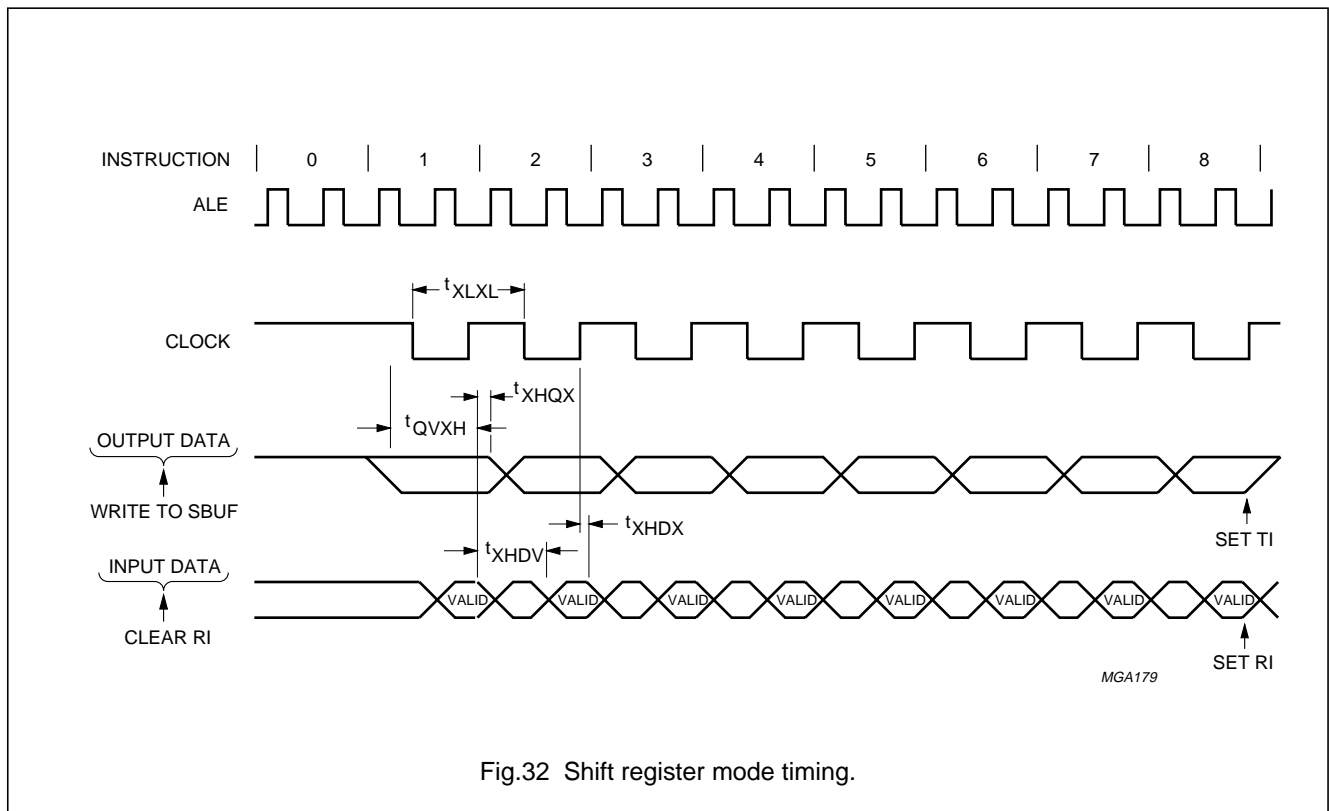 INSTRUCTION 0 1 2 3 4 5 6 7 8
ALE
tXLXL
CLOCK
tXHQX
tQVXH
OUTPUT DATA
WRITE TO SBUF
tXHDX
SET TI
tXHDV
INPUT DATA
VALID VALID VALID VALID VALID VALID VALID VALID
CLEAR RI
SET RI
MGA179
Fig.32 Shift register mode timing.